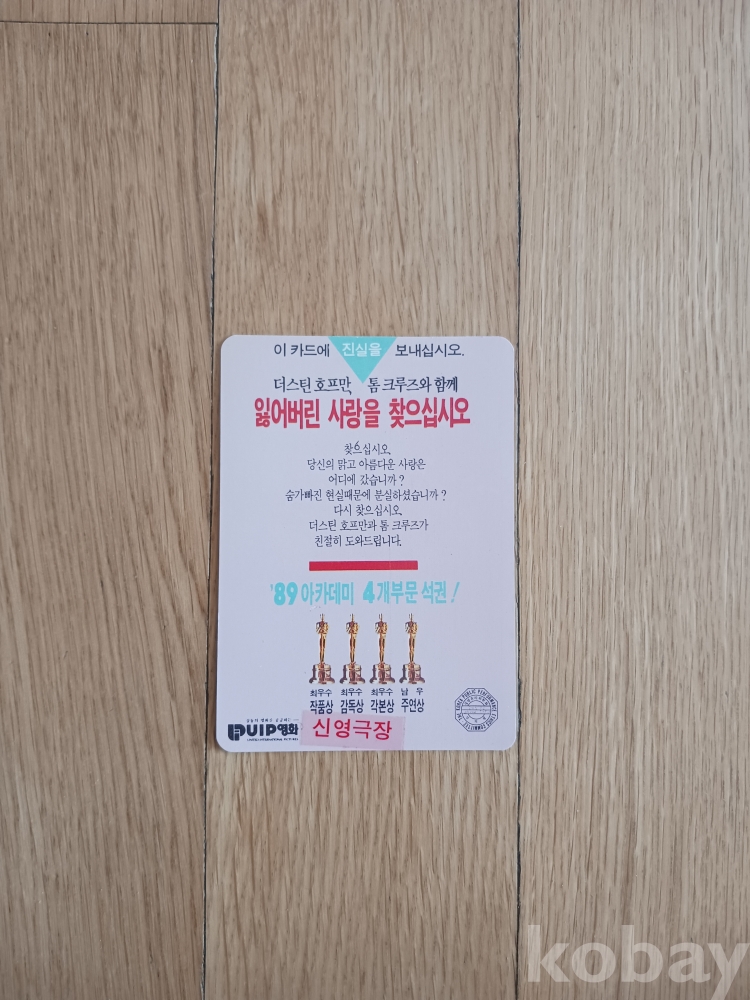 이 카드에 진실을 보내십시오.
더스틴 호프만, 톰 크루즈와 함께
잃어버린 사랑을 찾으십시오
찾으십시오.
당신의 맑고 아름다운 사랑은
어디에 갔습니까?
숨가빠진 현실때문에 분실하셨습니까?
다시 찾으십시오.
더스틴 호프만과 톰 크루즈가
친절히 도와드립니다.
'89 아카데미 4개부문 석권!
최우수 최우수 최우수 남우
작품상 감독상 각본상 주연상
UIP영화
신영극장
kobay